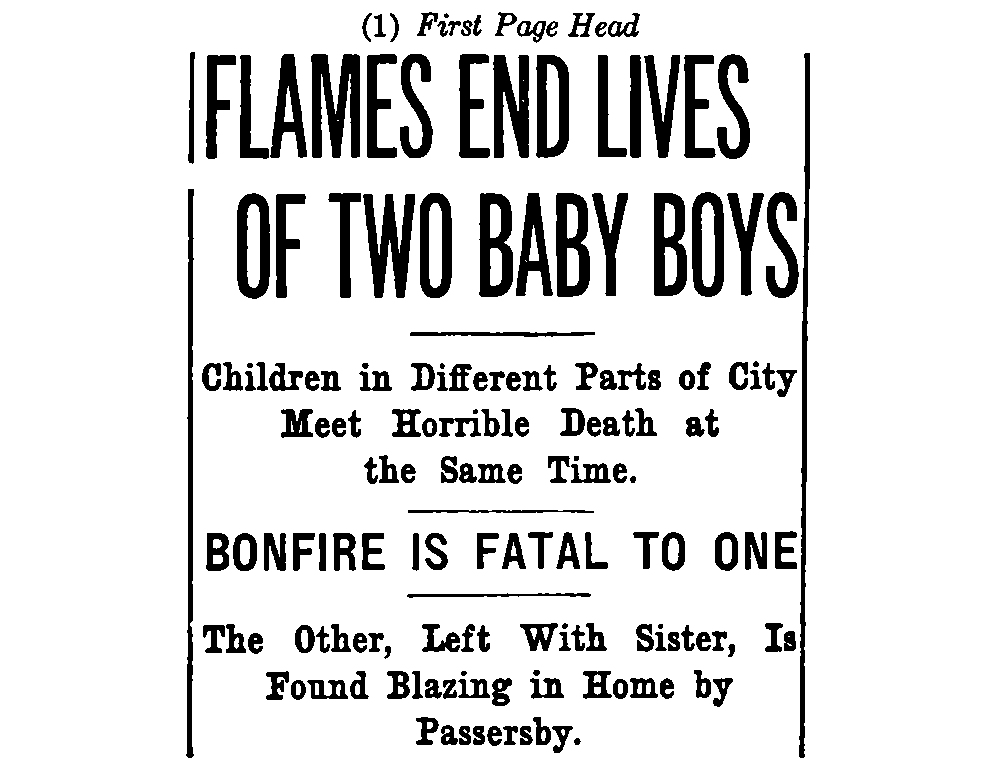 (1) First Page Head
FLAMES END LIVES
OF TWO BABY BOYS
Children in Different Parts of City
Meet Horrible Death at
the Same Time.
BONFIRE IS FATAL TO ONE
The Other, Left With Sister, Is
Found Blazing in Home by
Passersby.